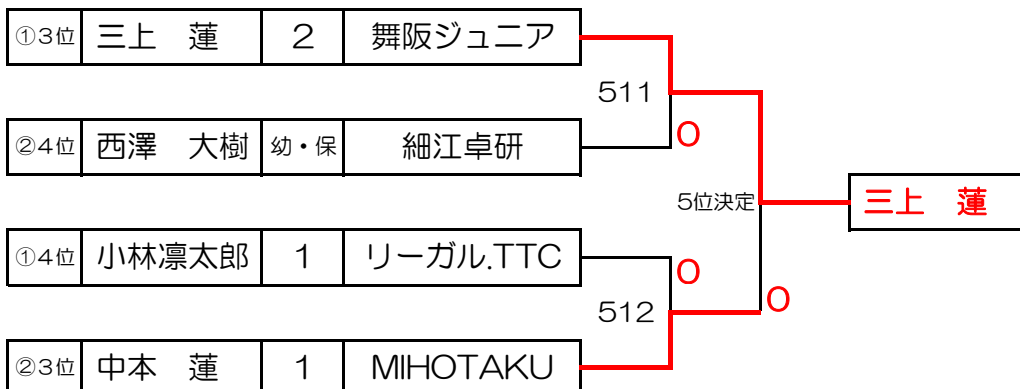 ①3位 三上　蓮 2 舞阪ジュニア
511
②4位 西澤　大樹 幼・保 細江卓研 0
5位決定 三上　蓮
①4位 小林凛太郎 1 リーガル.TTC 0
512 0
②3位 中本　蓮 1 MIHOTAKU